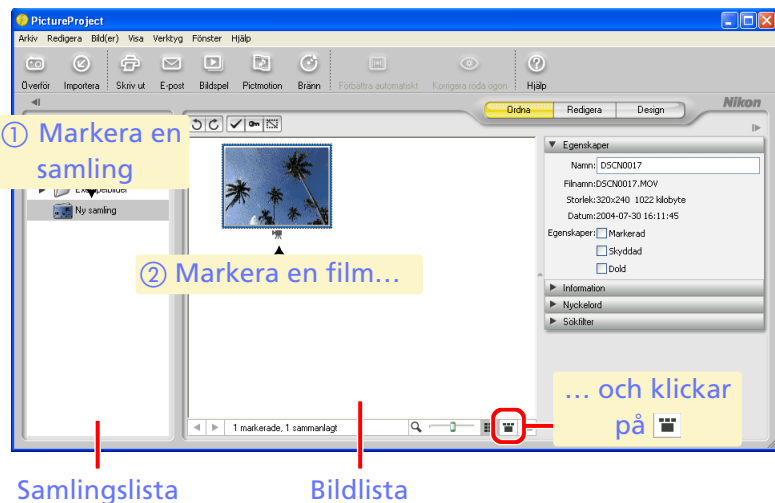 PictureProject
Arkiv Redigera Bild(er) Visa Verktyg Fönster Hjälp
Överför Importera Skriv ut E-post Bildspel Pictmotion Bränn Förbättra automatiskt Korrigera röda ögon Hjälp
Ordna Redigera Design Nikon
① Markera en
samling
Exempelbilder
Ny samling
② Markera en film...
Egenskaper
Namn: DSCN0017
Filnamn:DSCN0017.MOV
Storlek:320x240 1022 kilobyte
Datum:2004-07-30 16:11:45
Egenskaper: Markerad
Skyddad
Dold
Information
Nyckelord
Sökfilter
... och klickar
på
1 markerade, 1 sammanlagt
Samlingslista Bildlista